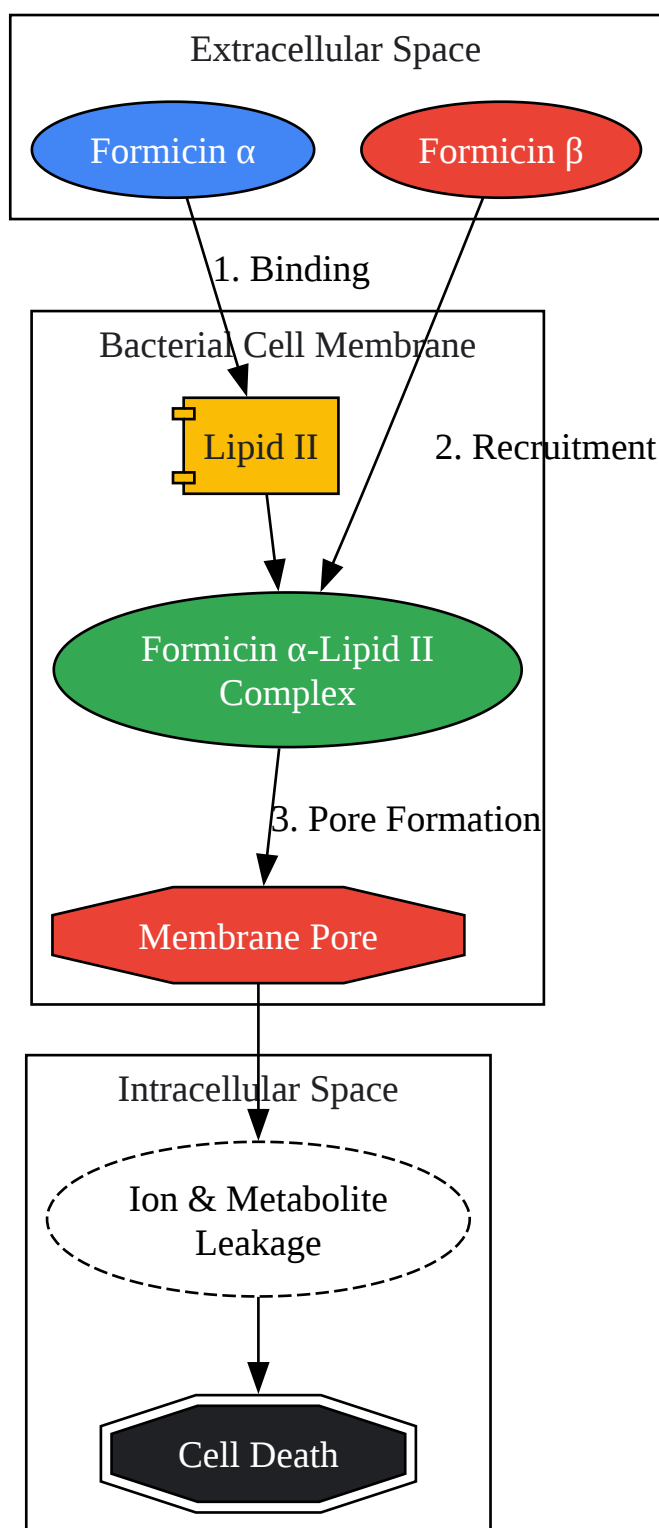 Extracellular Space
Formicin α
Formicin β
1. Binding
Bacterial Cell Membrane
Lipid II
2. Recruitment
Formicin α-Lipid II
Complex
3. Pore Formation
Membrane Pore
Intracellular Space
Ion & Metabolite
Leakage
Cell Death